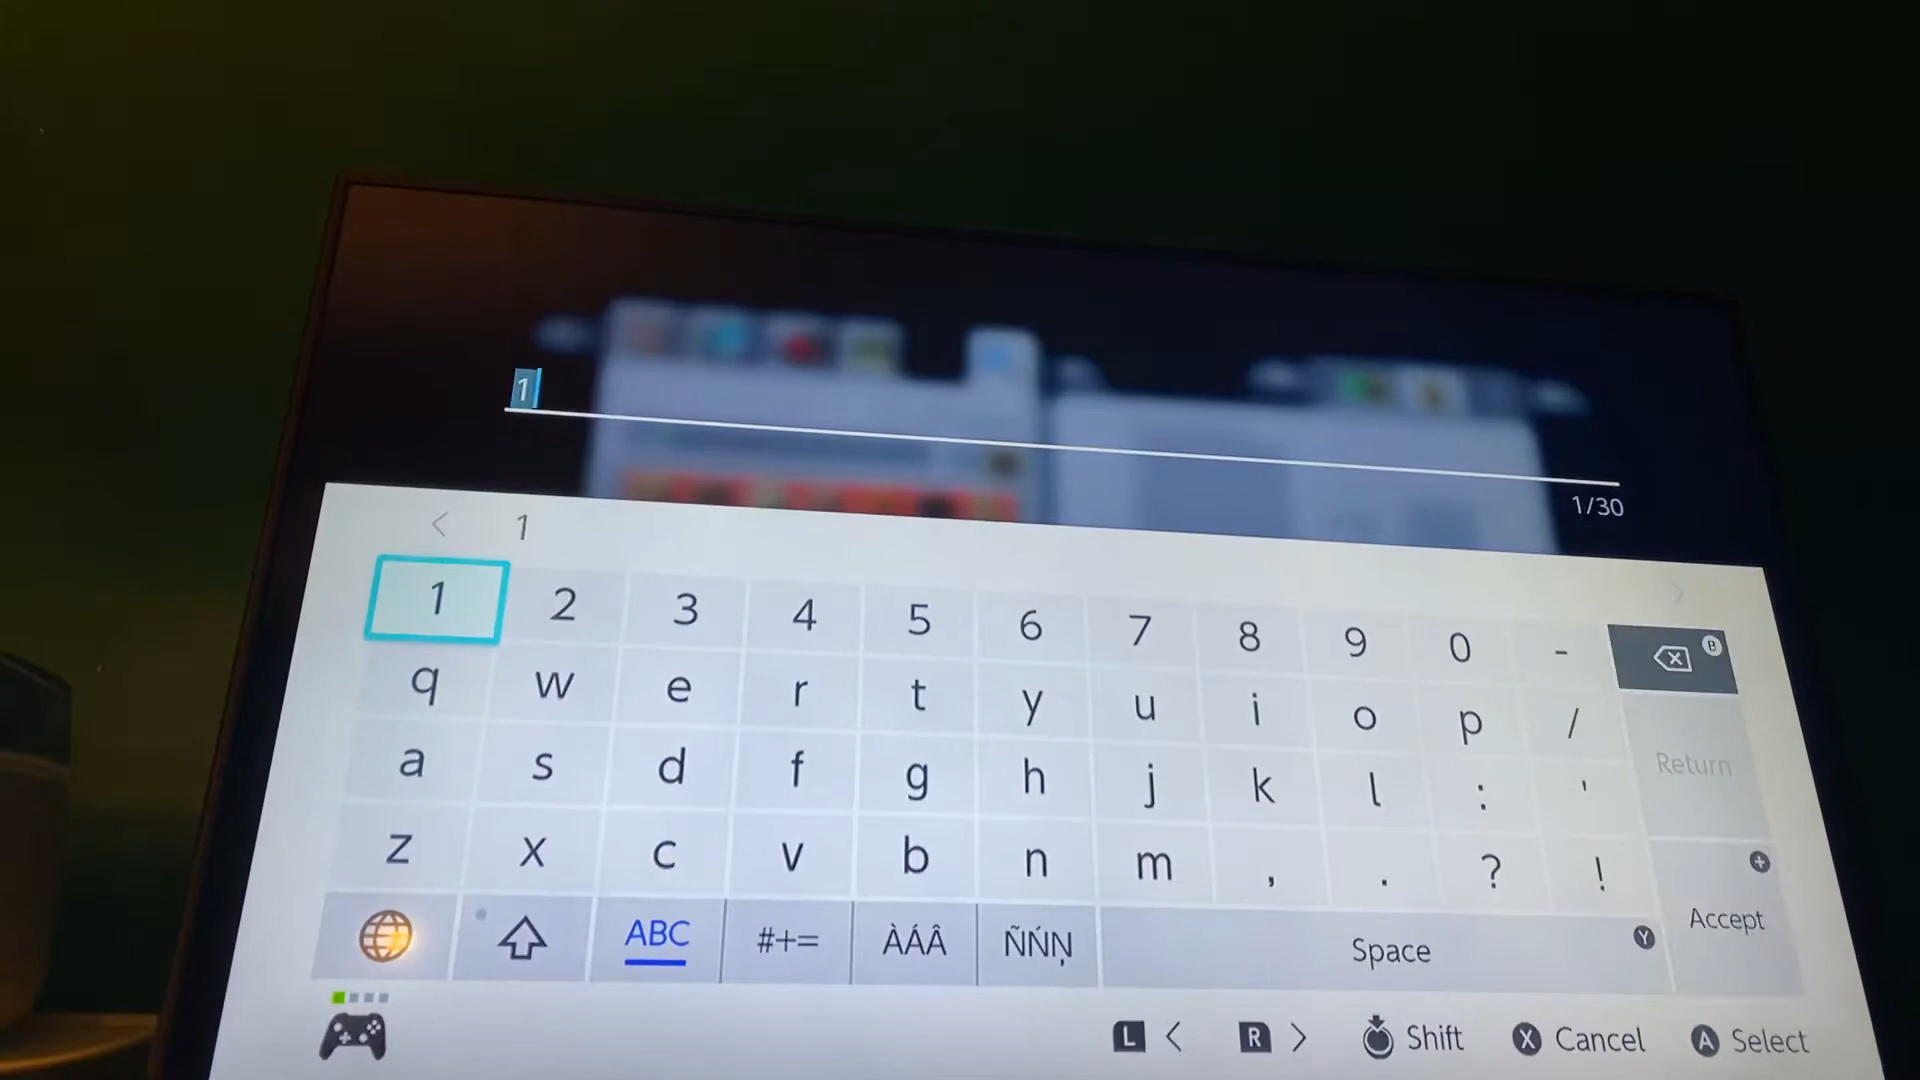 1
1/30
< 1 >
1 2 3 4 5 6 7 8 9 0 - B
q w e r t y u i o p /
Return
a s d f g h j k l : '
z x c v b n m , . ? ! +
Accept
ABC #+= ÀÁÂ ÑŃŅ Space Y
L < R > Shift X Cancel A Select